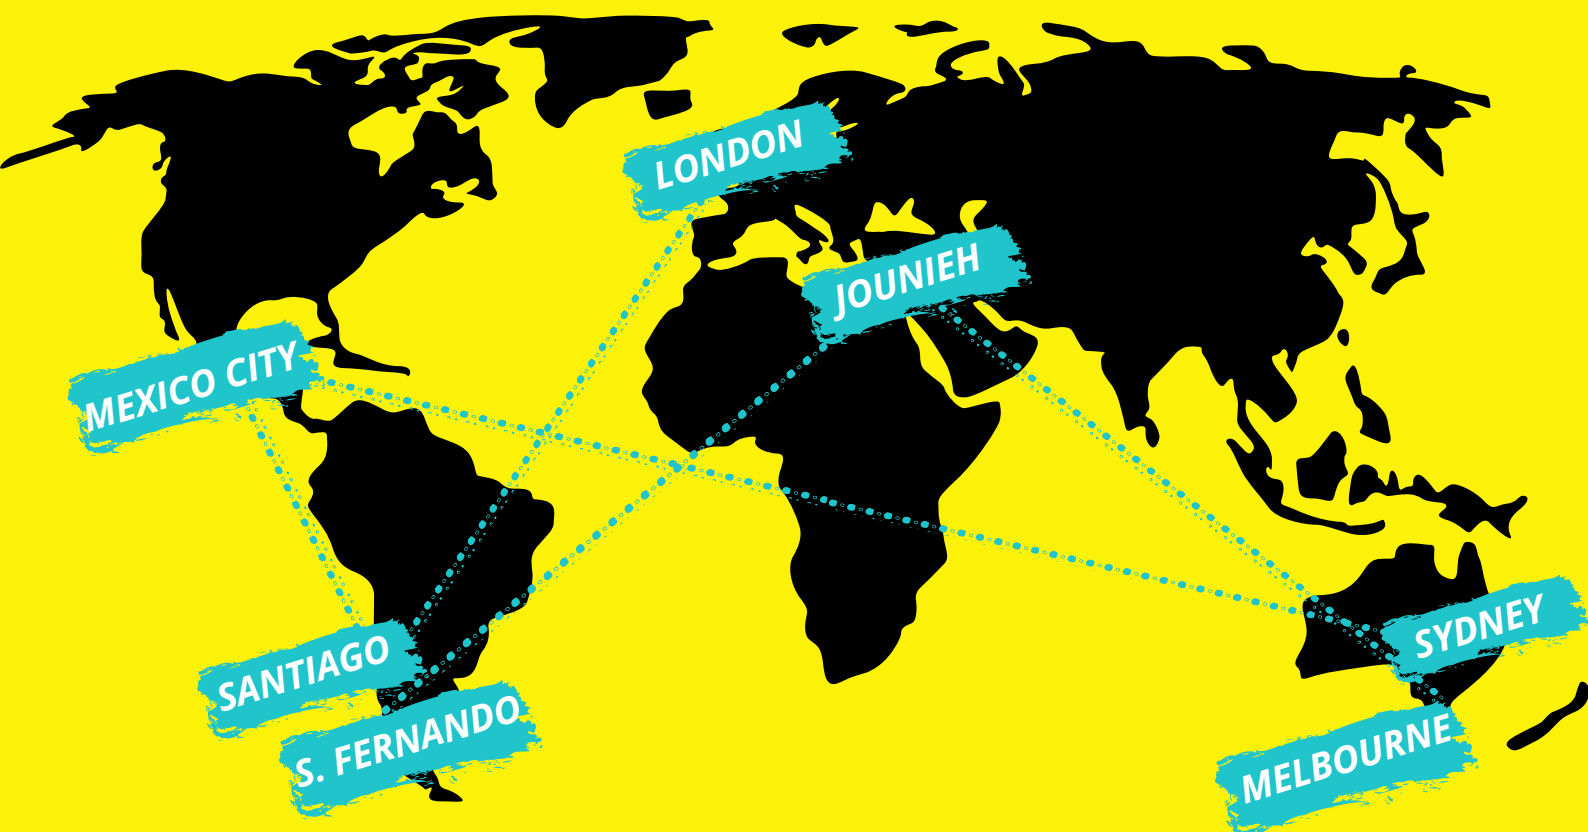 LONDON
JOUNIEH
MEXICO CITY
SANTIAGO
SYDNEY
S. FERNANDO
MELBOURNE